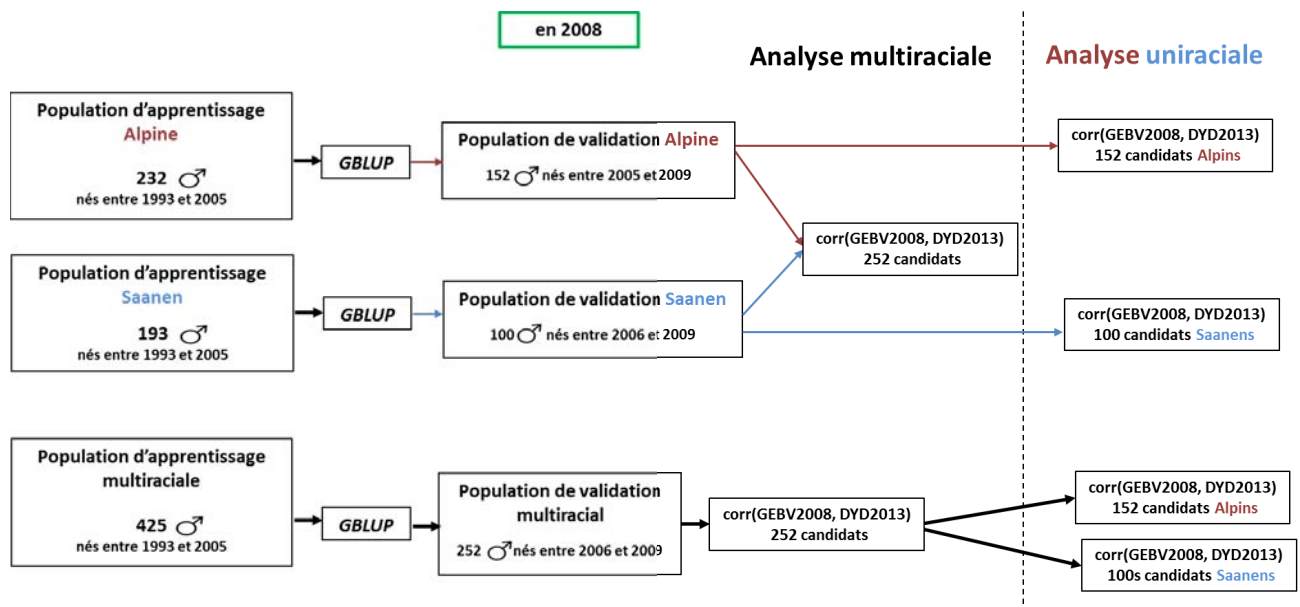 en 2008
Analyse multiraciale
Analyse uniraciale
Population d'apprentissage
Alpine
232 ♂
nés entre 1993 et 2005
GBLUP
Population de validation Alpine
152 ♂ nés entre 2005 et 2009
corr(GEBV2008, DYD2013)
152 candidats Alpins
corr(GEBV2008, DYD2013)
252 candidats
Population d'apprentissage
Saanen
193 ♂
nés entre 1993 et 2005
GBLUP
Population de validation Saanen
100 ♂ nés entre 2006 et 2009
corr(GEBV2008, DYD2013)
100 candidats Saanens
Population d'apprentissage
multiraciale
425 ♂
nés entre 1993 et 2005
GBLUP
Population de validation
multiracial
252 ♂ nés entre 2006 et 2009
corr(GEBV2008, DYD2013)
252 candidats
corr(GEBV2008, DYD2013)
152 candidats Alpins
corr(GEBV2008, DYD2013)
100s candidats Saanens